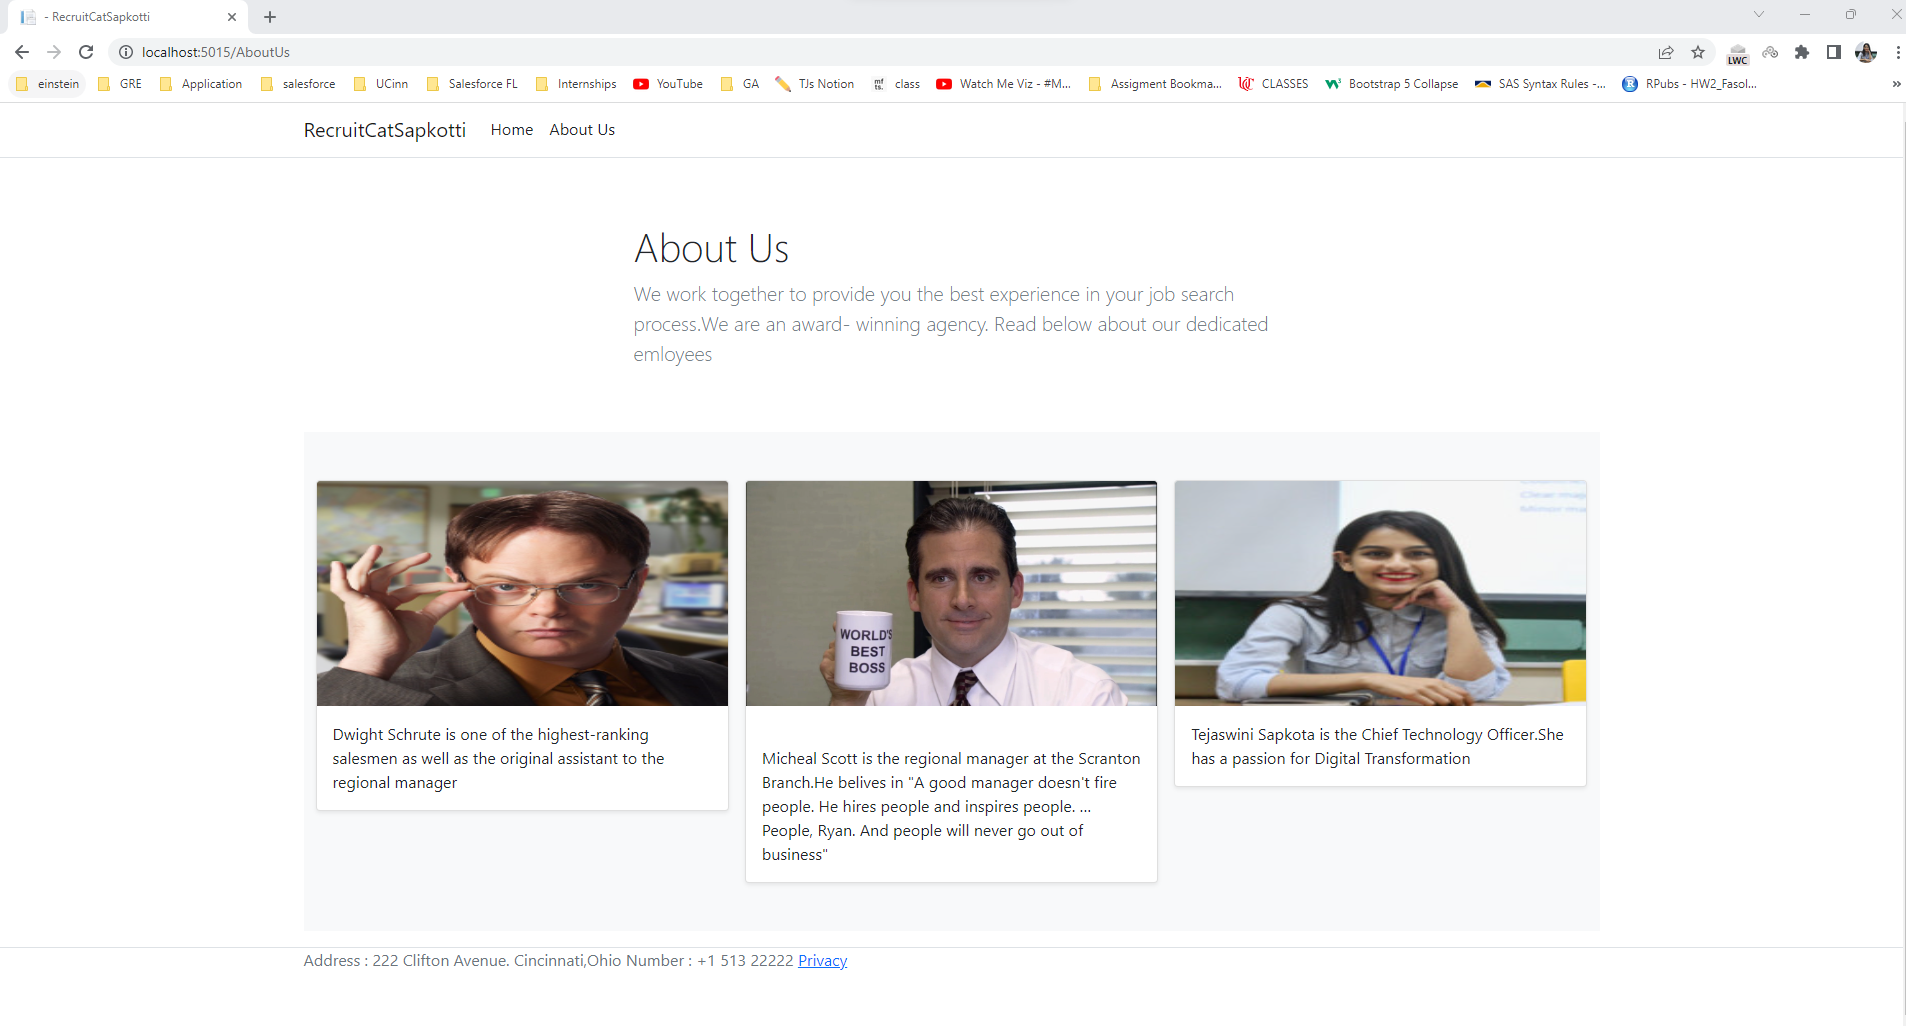 - RecruitCatSapkotti
localhost:5015/AboutUs
LWC
einstein GRE Application salesforce UCinn Salesforce FL Internships YouTube GA TJs Notion mf ts. class Watch Me Viz - #M... Assigment Bookma... CLASSES Bootstrap 5 Collapse SAS Syntax Rules -... R RPubs - HW2_Fasol... »
RecruitCatSapkotti Home About Us
About Us
We work together to provide you the best experience in your job search
process.We are an award- winning agency. Read below about our dedicated
emloyees
WORLD'S
BEST
BOSS
Clear map
Dwight Schrute is one of the highest-ranking
salesmen as well as the original assistant to the
regional manager
Micheal Scott is the regional manager at the Scranton
Branch.He belives in "A good manager doesn't fire
people. He hires people and inspires people. ...
People, Ryan. And people will never go out of
business"
Tejaswini Sapkota is the Chief Technology Officer.She
has a passion for Digital Transformation
Address : 222 Clifton Avenue. Cincinnati,Ohio Number : +1 513 22222 Privacy